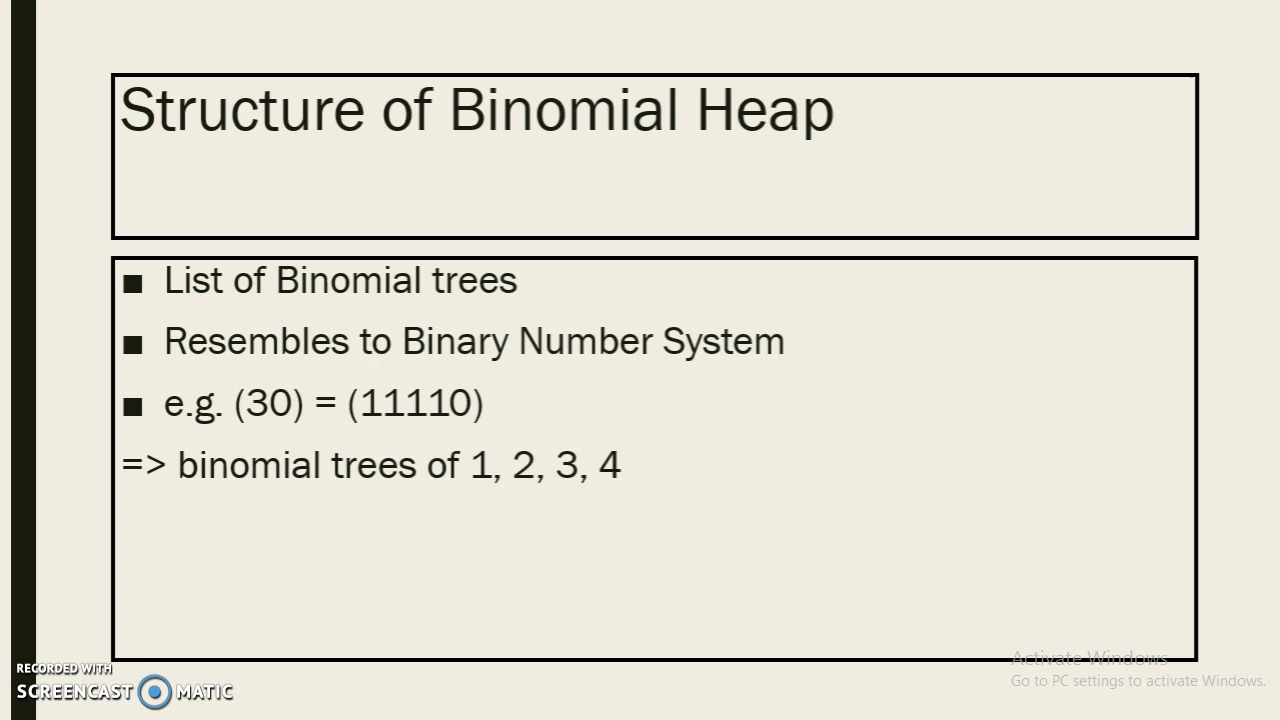 Structure of Binomial Heap
■ List of Binomial trees
■ Resembles to Binary Number System
■ e.g. (30) = (11110)
=> binomial trees of 1, 2, 3, 4
RECORDED WITH
SCREENCAST MATIC
Activate Windows
Go to PC settings to activate Windows.